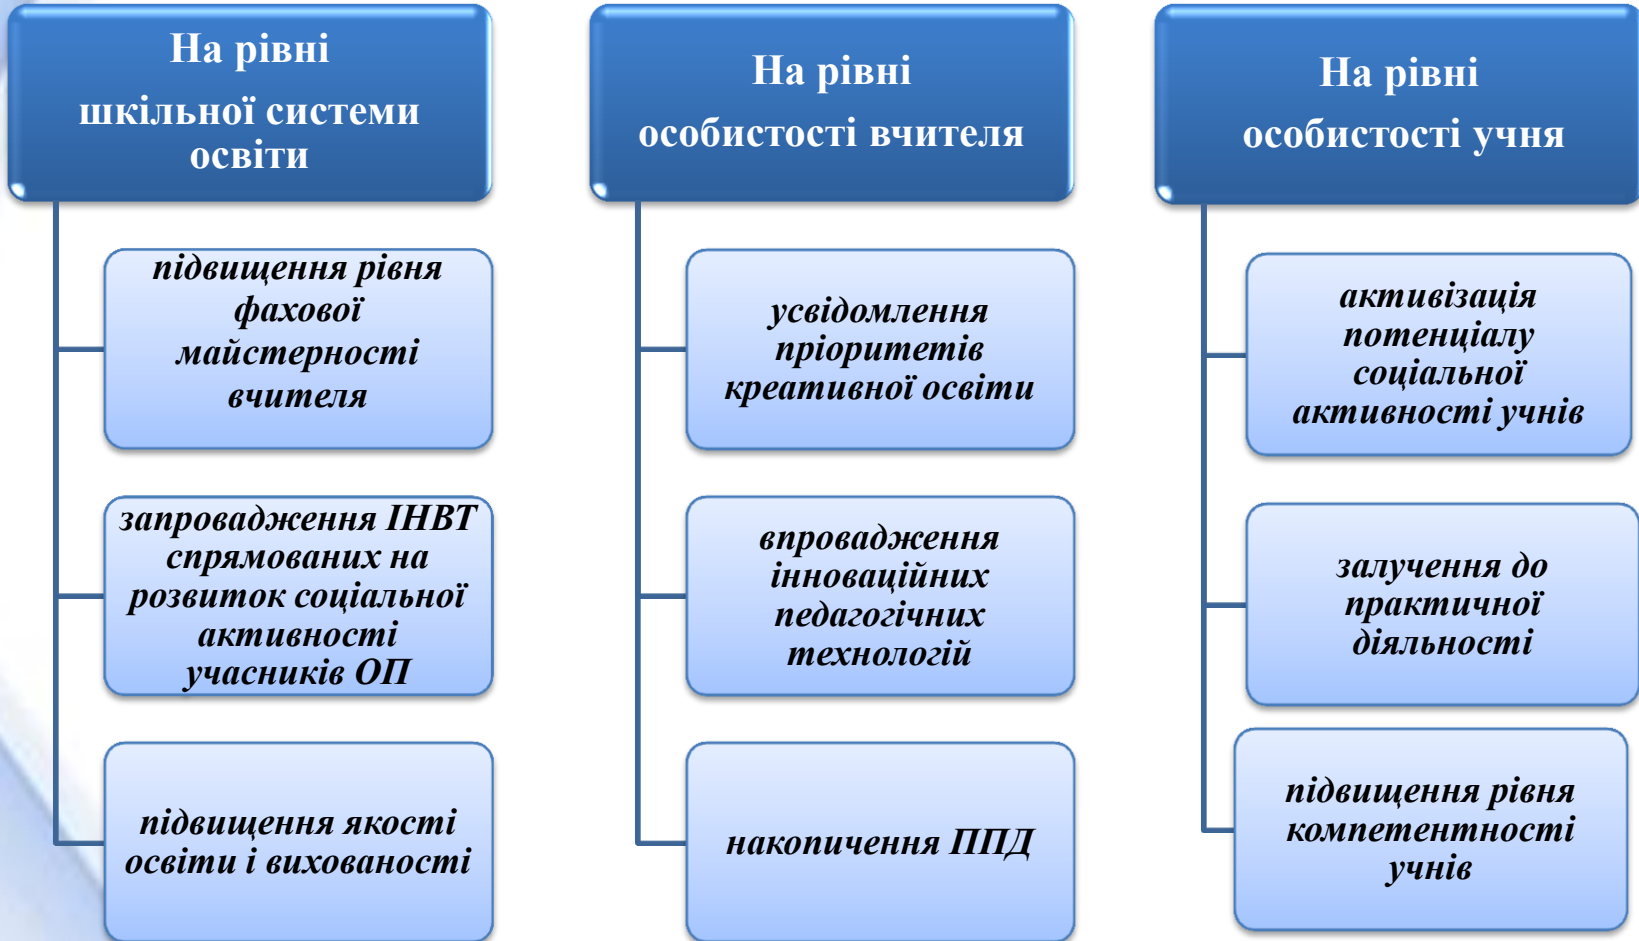 На рівні
шкільної системи
освіти
підвищення рівня
фахової
майстерності
вчителя
запровадження ІНВТ
спрямованих на
розвиток соціальної
активності
учасників ОП
підвищення якості
освіти і вихованості
На рівні
особистості вчителя
усвідомлення
пріоритетів
креативної освіти
впровадження
інноваційних
педагогічних
технологій
накопичення ППД
На рівні
особистості учня
активізація
потенціалу
соціальної
активності учнів
залучення до
практичної
діяльності
підвищення рівня
компетентності
учнів